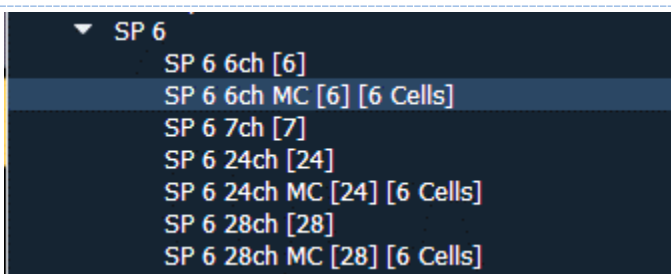 SP 6
SP 6 6ch [6]
SP 6 6ch MC [6] [6 Cells]
SP 6 7ch [7]
SP 6 24ch [24]
SP 6 24ch MC [24] [6 Cells]
SP 6 28ch [28]
SP 6 28ch MC [28] [6 Cells]